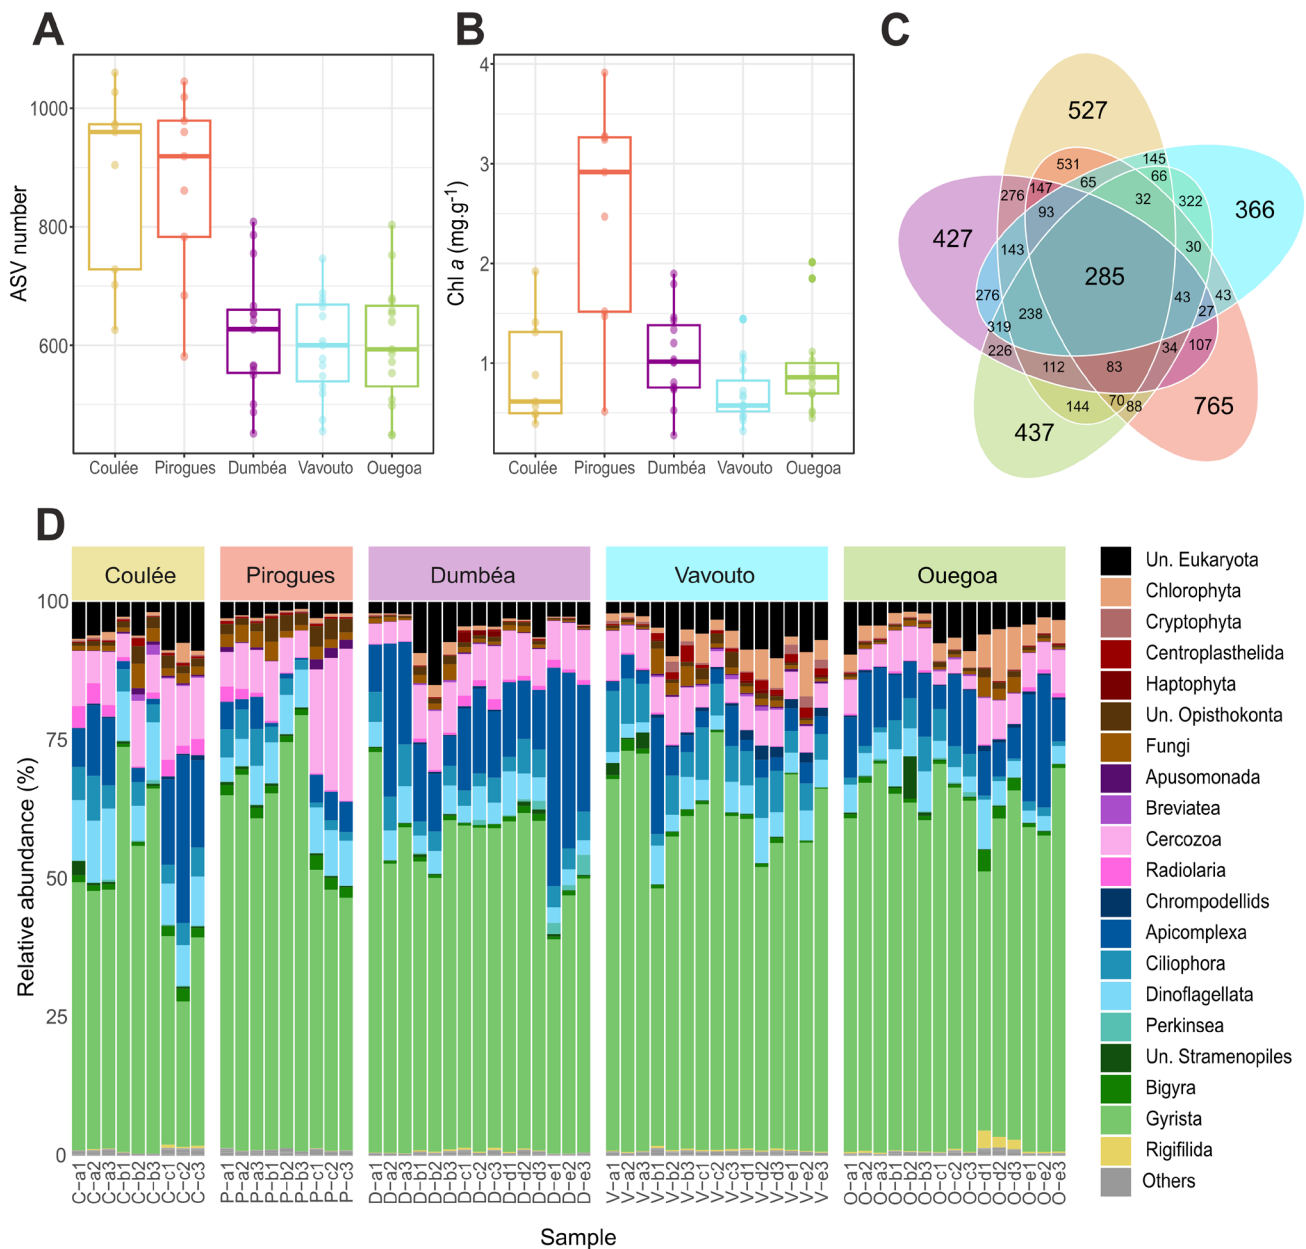 A
B
C
ASV number
1000
800
600
Coulée Pirogues Dumbéa Vavouto Ouegoa
Chl a (mg.g⁻¹)
4
3
2
1
Coulée Pirogues Dumbéa Vavouto Ouegoa
527
145
531
66
65
147
276
32
322
366
93
427
143
30
285
276
43
43
27
238
319
34
107
226
112
83
70
144
88
765
437
D
Coulée Pirogues Dumbéa Vavouto Ouegoa
Relative abundance (%)
100
75
50
25
0
C-a1 C-a2 C-a3 C-b1 C-b2 C-b3 C-c1 C-c2 C-c3
P-a1 P-a2 P-a3 P-b1 P-b2 P-b3 P-c1 P-c2 P-c3
D-a1 D-a2 D-a3 D-b1 D-b2 D-b3 D-c1 D-c2 D-c3 D-d1 D-d2 D-d3 D-e1 D-e2 D-e3
V-a1 V-a2 V-a3 V-b1 V-b2 V-b3 V-c1 V-c2 V-c3 V-d1 V-d2 V-d3 V-e1 V-e2 V-e3
O-a1 O-a2 O-a3 O-b1 O-b2 O-b3 O-c1 O-c2 O-c3 O-d1 O-d2 O-d3 O-e1 O-e2 O-e3
Sample
Un. Eukaryota
Chlorophyta
Cryptophyta
Centroplasthelida
Haptophyta
Un. Opisthokonta
Fungi
Apusomonada
Breviatea
Cercozoa
Radiolaria
Chrompodellids
Apicomplexa
Ciliophora
Dinoflagellata
Perkinsea
Un. Stramenopiles
Bigyra
Gyrista
Rigifilida
Others